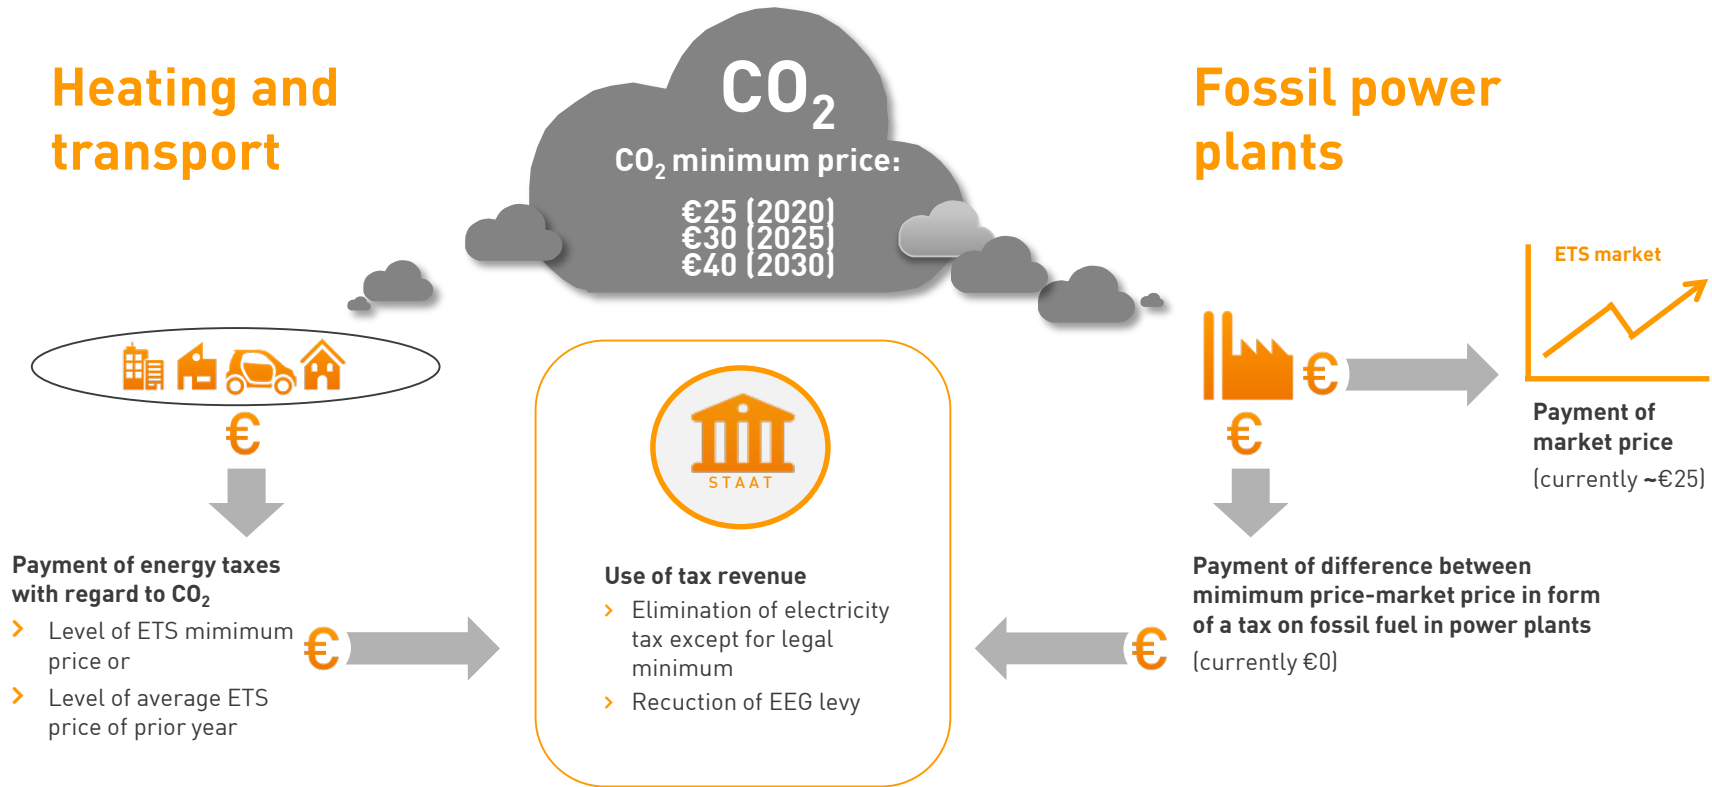 Heating and
transport
CO₂
CO₂ minimum price:
€25 (2020)
€30 (2025)
€40 (2030)
Fossil power
plants
ETS market
€
€
€
Payment of
market price
(currently ~€25)
STAAT
Payment of energy taxes
with regard to CO₂
Level of ETS mimimum
price or
Level of average ETS
price of prior year
€
Use of tax revenue
Elimination of electricity
tax except for legal
minimum
Recuction of EEG levy
€
Payment of difference between
mimimum price-market price in form
of a tax on fossil fuel in power plants
(currently €0)